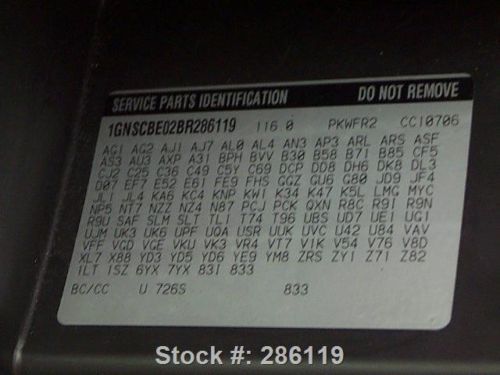 SERVICE PARTS IDENTIFICATION DO NOT REMOVE
1GNSCBE02BR286119 116.0 PKWFR2 CC10706
AG1 AG2 AJ1 AJ7 AL0 AL4 AN3 AP3 ARL ARS ASF
AS3 AU3 AXP A31 BPH BVV B30 B58 B71 B85 CF5
CJ2 C25 C36 C49 C5Y C69 DCP DD8 DH6 DK8 DL3
D07 EF7 E52 E61 FE9 FHS GGZ GU6 G80 JD9 JF4
JL1 JL4 KA6 KC4 KNP KW1 K34 K47 K5L LMG MYC
NP5 NT7 NZZ NZ4 N87 PCJ PCK QXN R8C R9I R9N
R9U SAF SLM SLT TL1 T74 T96 UBS UD7 UE1 UG1
UJM UK3 UK6 UPF UQA USR UUK UVC U42 U84 VAV
VFF VGD VGE VKU VK3 VR4 VT7 V1K V54 V76 V8D
XL7 X88 YD3 YD5 YD6 YE9 YM8 ZRS ZY1 Z71 Z82
1LT 1SZ 6YX 7YX 831 833
BC/CC U 726S 833
Stock #: 286119